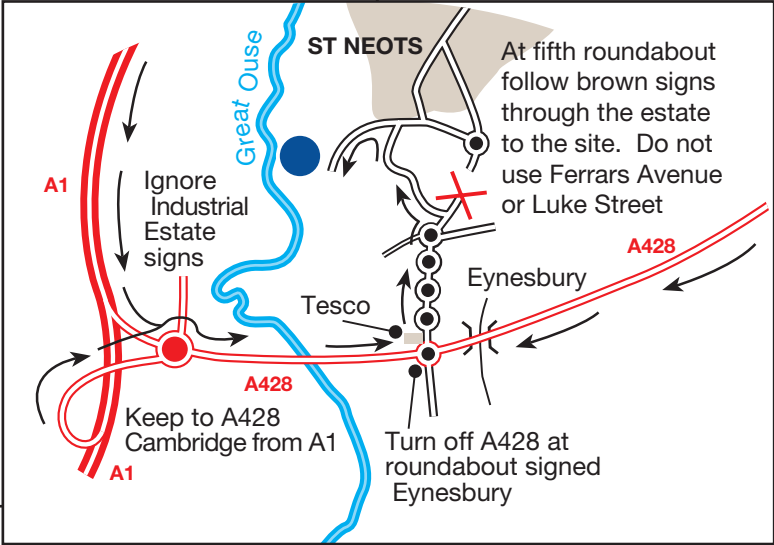 ST NEOTS
Great Ouse
At fifth roundabout
follow brown signs
through the estate
to the site. Do not
use Ferrars Avenue
or Luke Street
A1
Ignore
Industrial
Estate
signs
A428
Eynesbury
Tesco
A428
Keep to A428
Cambridge from A1
A1
Turn off A428 at
roundabout signed
Eynesbury